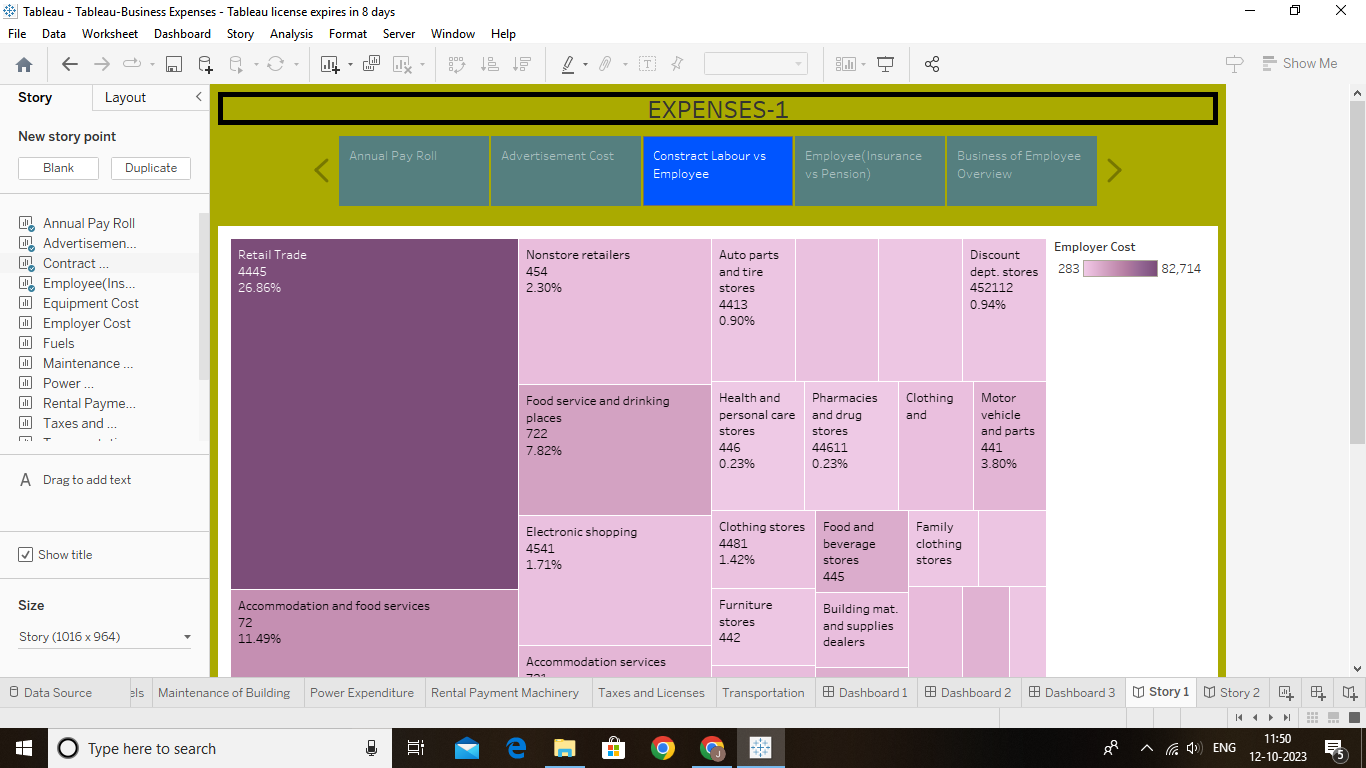 Tableau - Tableau-Business Expenses - Tableau license expires in 8 days
File Data Worksheet Dashboard Story Analysis Format Server Window Help
Show Me
Story Layout
New story point
Blank Duplicate
Annual Pay Roll
Advertisemen...
Contract ...
Employee(Ins...
Equipment Cost
Employer Cost
Fuels
Maintenance ...
Power ...
Rental Payme...
Taxes and ...
A Drag to add text
Show title
Size
Story (1016 x 964)
EXPENSES-1
Annual Pay Roll
Advertisement Cost
Constract Labour vs
Employee
Employee(Insurance
vs Pension)
Business of Employee
Overview
Retail Trade
4445
26.86%
Accommodation and food services
72
11.49%
Nonstore retailers
454
2.30%
Food service and drinking
places
722
7.82%
Electronic shopping
4541
1.71%
Accommodation services
Auto parts
and tire
stores
4413
0.90%
Discount
dept. stores
452112
0.94%
Health and
personal care
stores
446
0.23%
Pharmacies
and drug
stores
44611
0.23%
Clothing
and
Motor
vehicle
and parts
441
3.80%
Clothing stores
4481
1.42%
Food and
beverage
stores
445
Family
clothing
stores
Furniture
stores
442
Building mat.
and supplies
dealers
Employer Cost
283 82,714
Data Source els Maintenance of Building Power Expenditure Rental Payment Machinery Taxes and Licenses Transportation Dashboard 1 Dashboard 2 Dashboard 3 Story 1 Story 2
Type here to search
ENG
11:50
12-10-2023
5